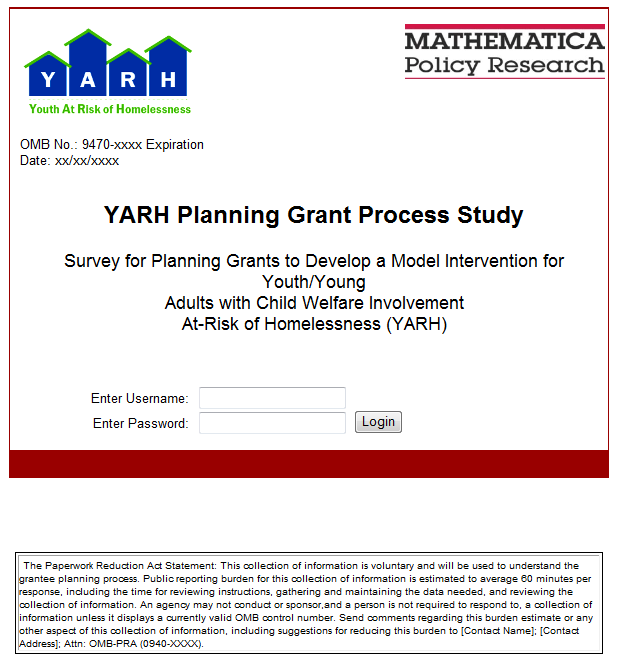 YARH
Youth At Risk of Homelessness
MATHEMATICA
Policy Research
OMB No.: 9470-xxxx Expiration
Date: xx/xx/xxxx
YARH Planning Grant Process Study
Survey for Planning Grants to Develop a Model Intervention for
Youth/Young
Adults with Child Welfare Involvement
At-Risk of Homelessness (YARH)
Enter Username:
Enter Password:
Login
The Paperwork Reduction Act Statement: This collection of information is voluntary and will be used to understand the
grantee planning process. Public reporting burden for this collection of information is estimated to average 60 minutes per
response, including the time for reviewing instructions, gathering and maintaining the data needed, and reviewing the
collection of information. An agency may not conduct or sponsor,and a person is not required to respond to, a collection of
information unless it displays a currently valid OMB control number. Send comments regarding this burden estimate or any
other aspect of this collection of information, including suggestions for reducing this burden to [Contact Name]; [Contact
Address]; Attn: OMB-PRA (0940-XXXX).